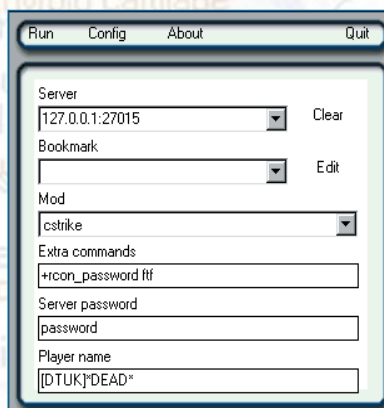 Run Config About Quit
Server
127.0.0.1:27015 Clear
Bookmark
Edit
Mod
cstrike
Extra commands
+rcon_password ftf
Server password
password
Player name
[DTUK]*DEAD*